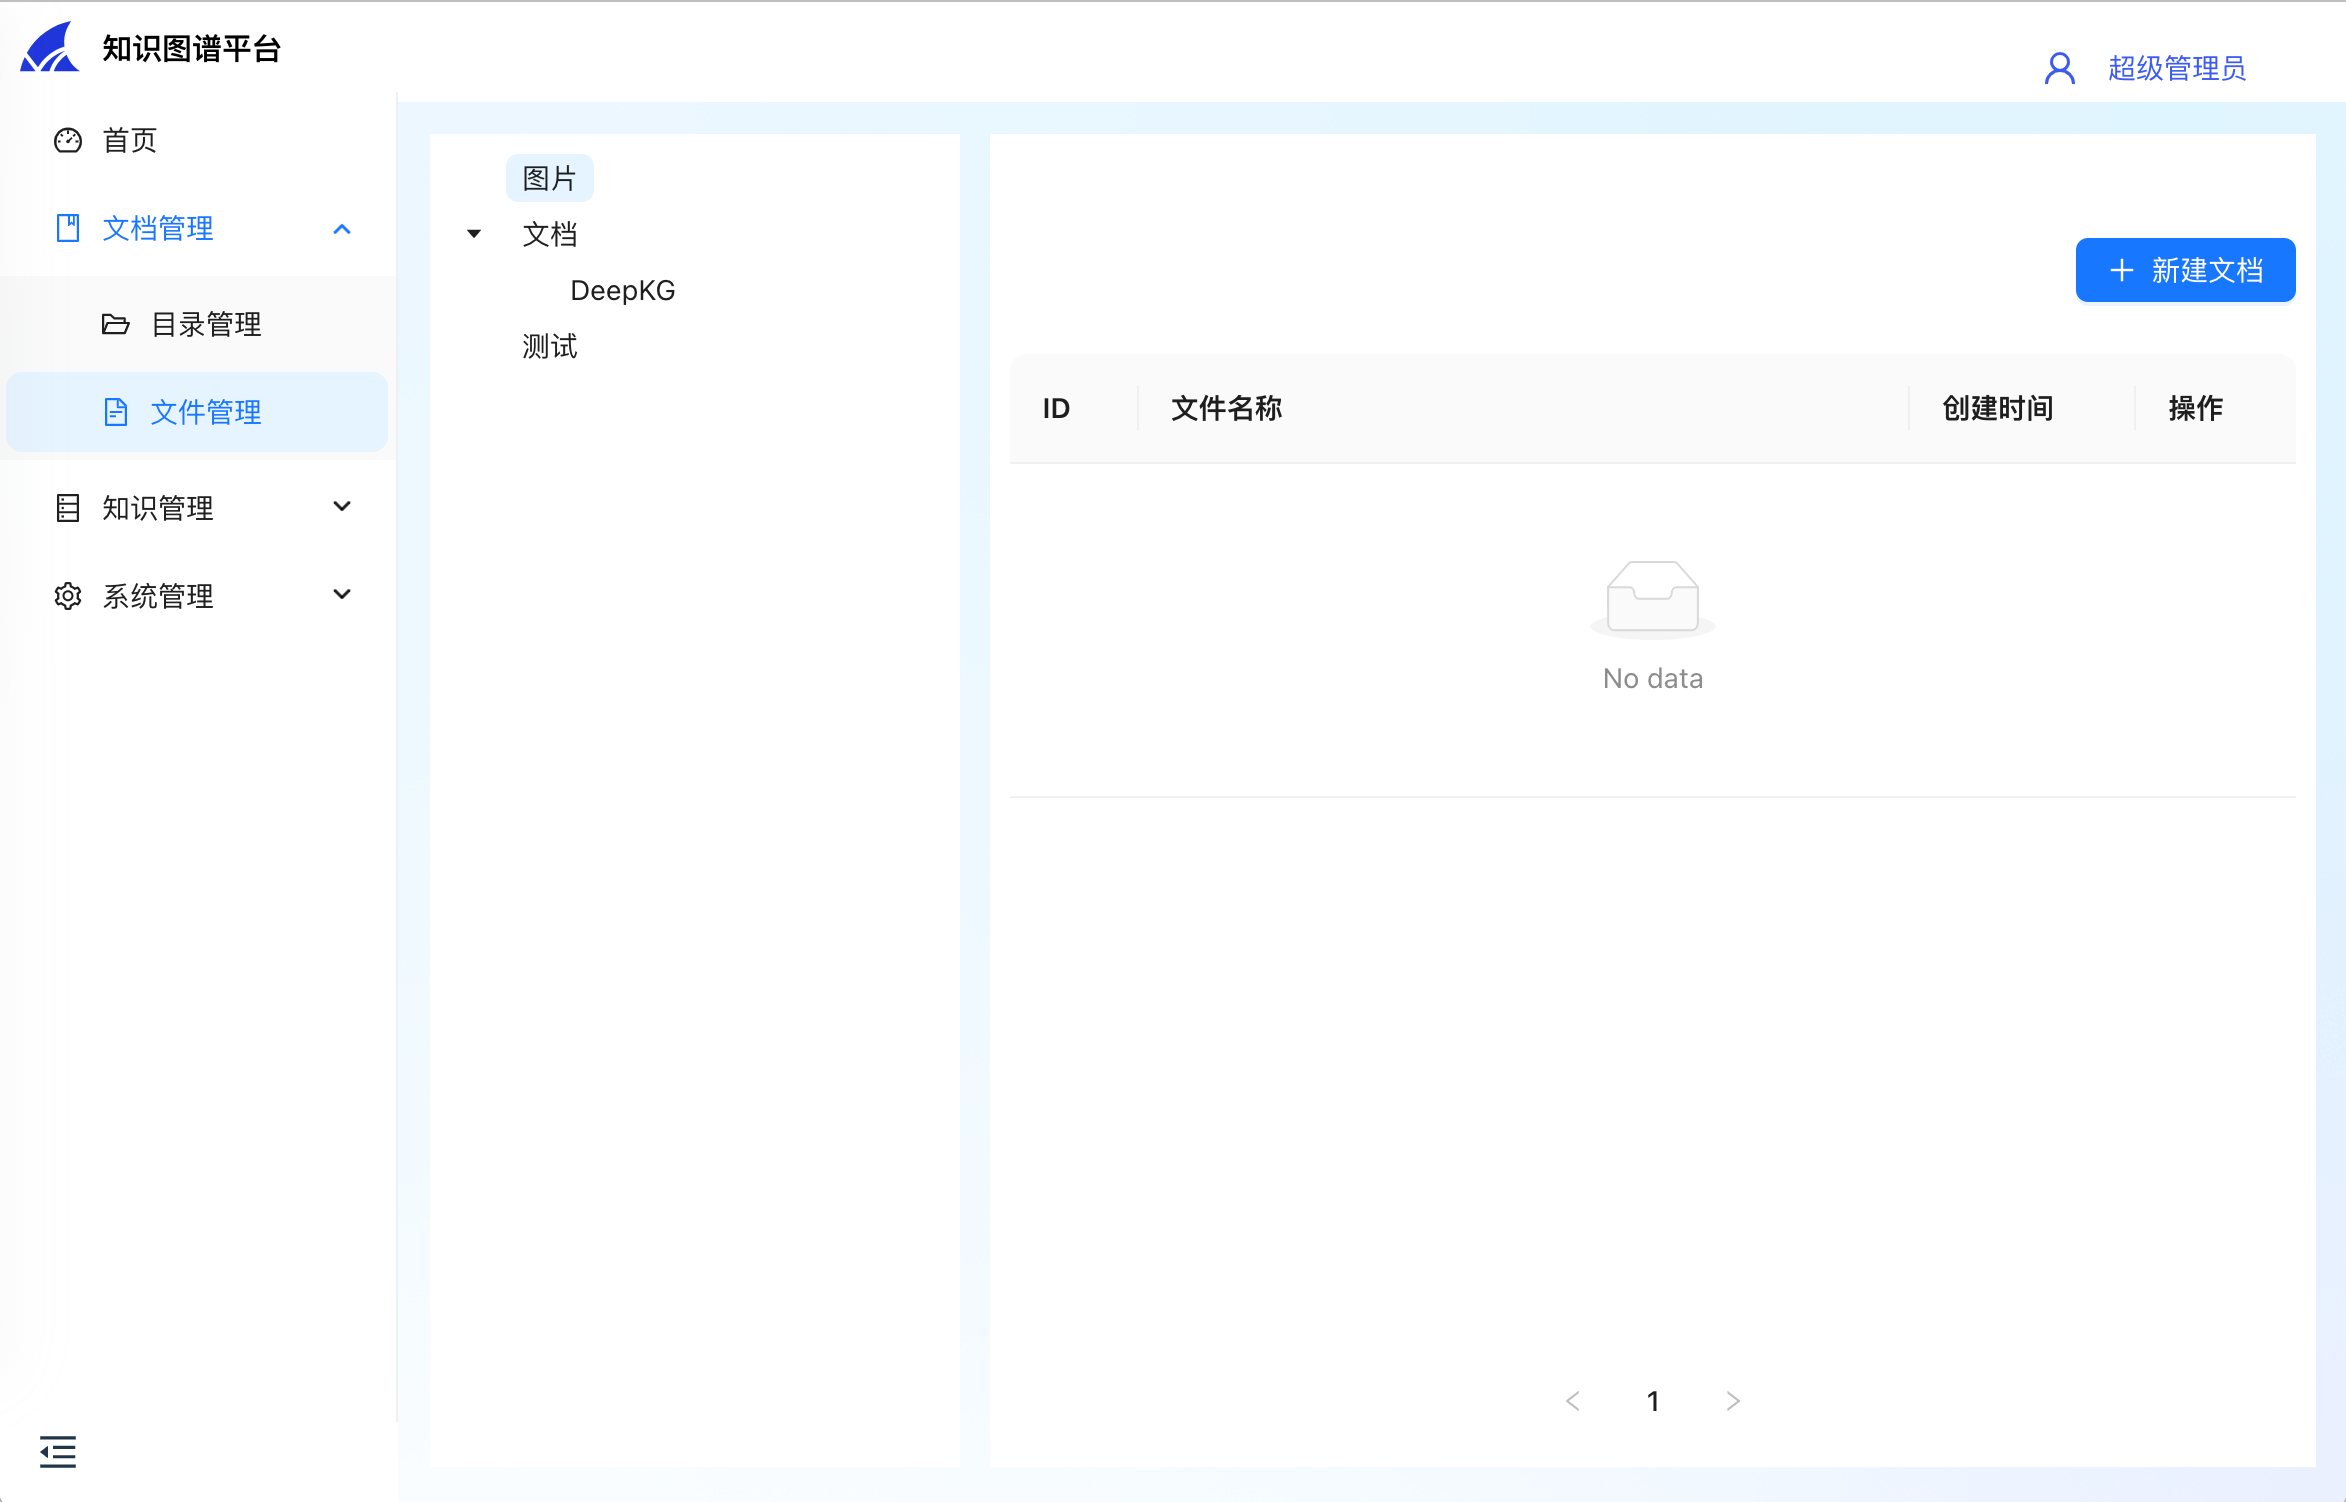 知识图谱平台
超级管理员
首页
文档管理
目录管理
文件管理
知识管理
系统管理
图片
文档
DeepKG
测试
新建文档
ID 文件名称 创建时间 操作
No data
1